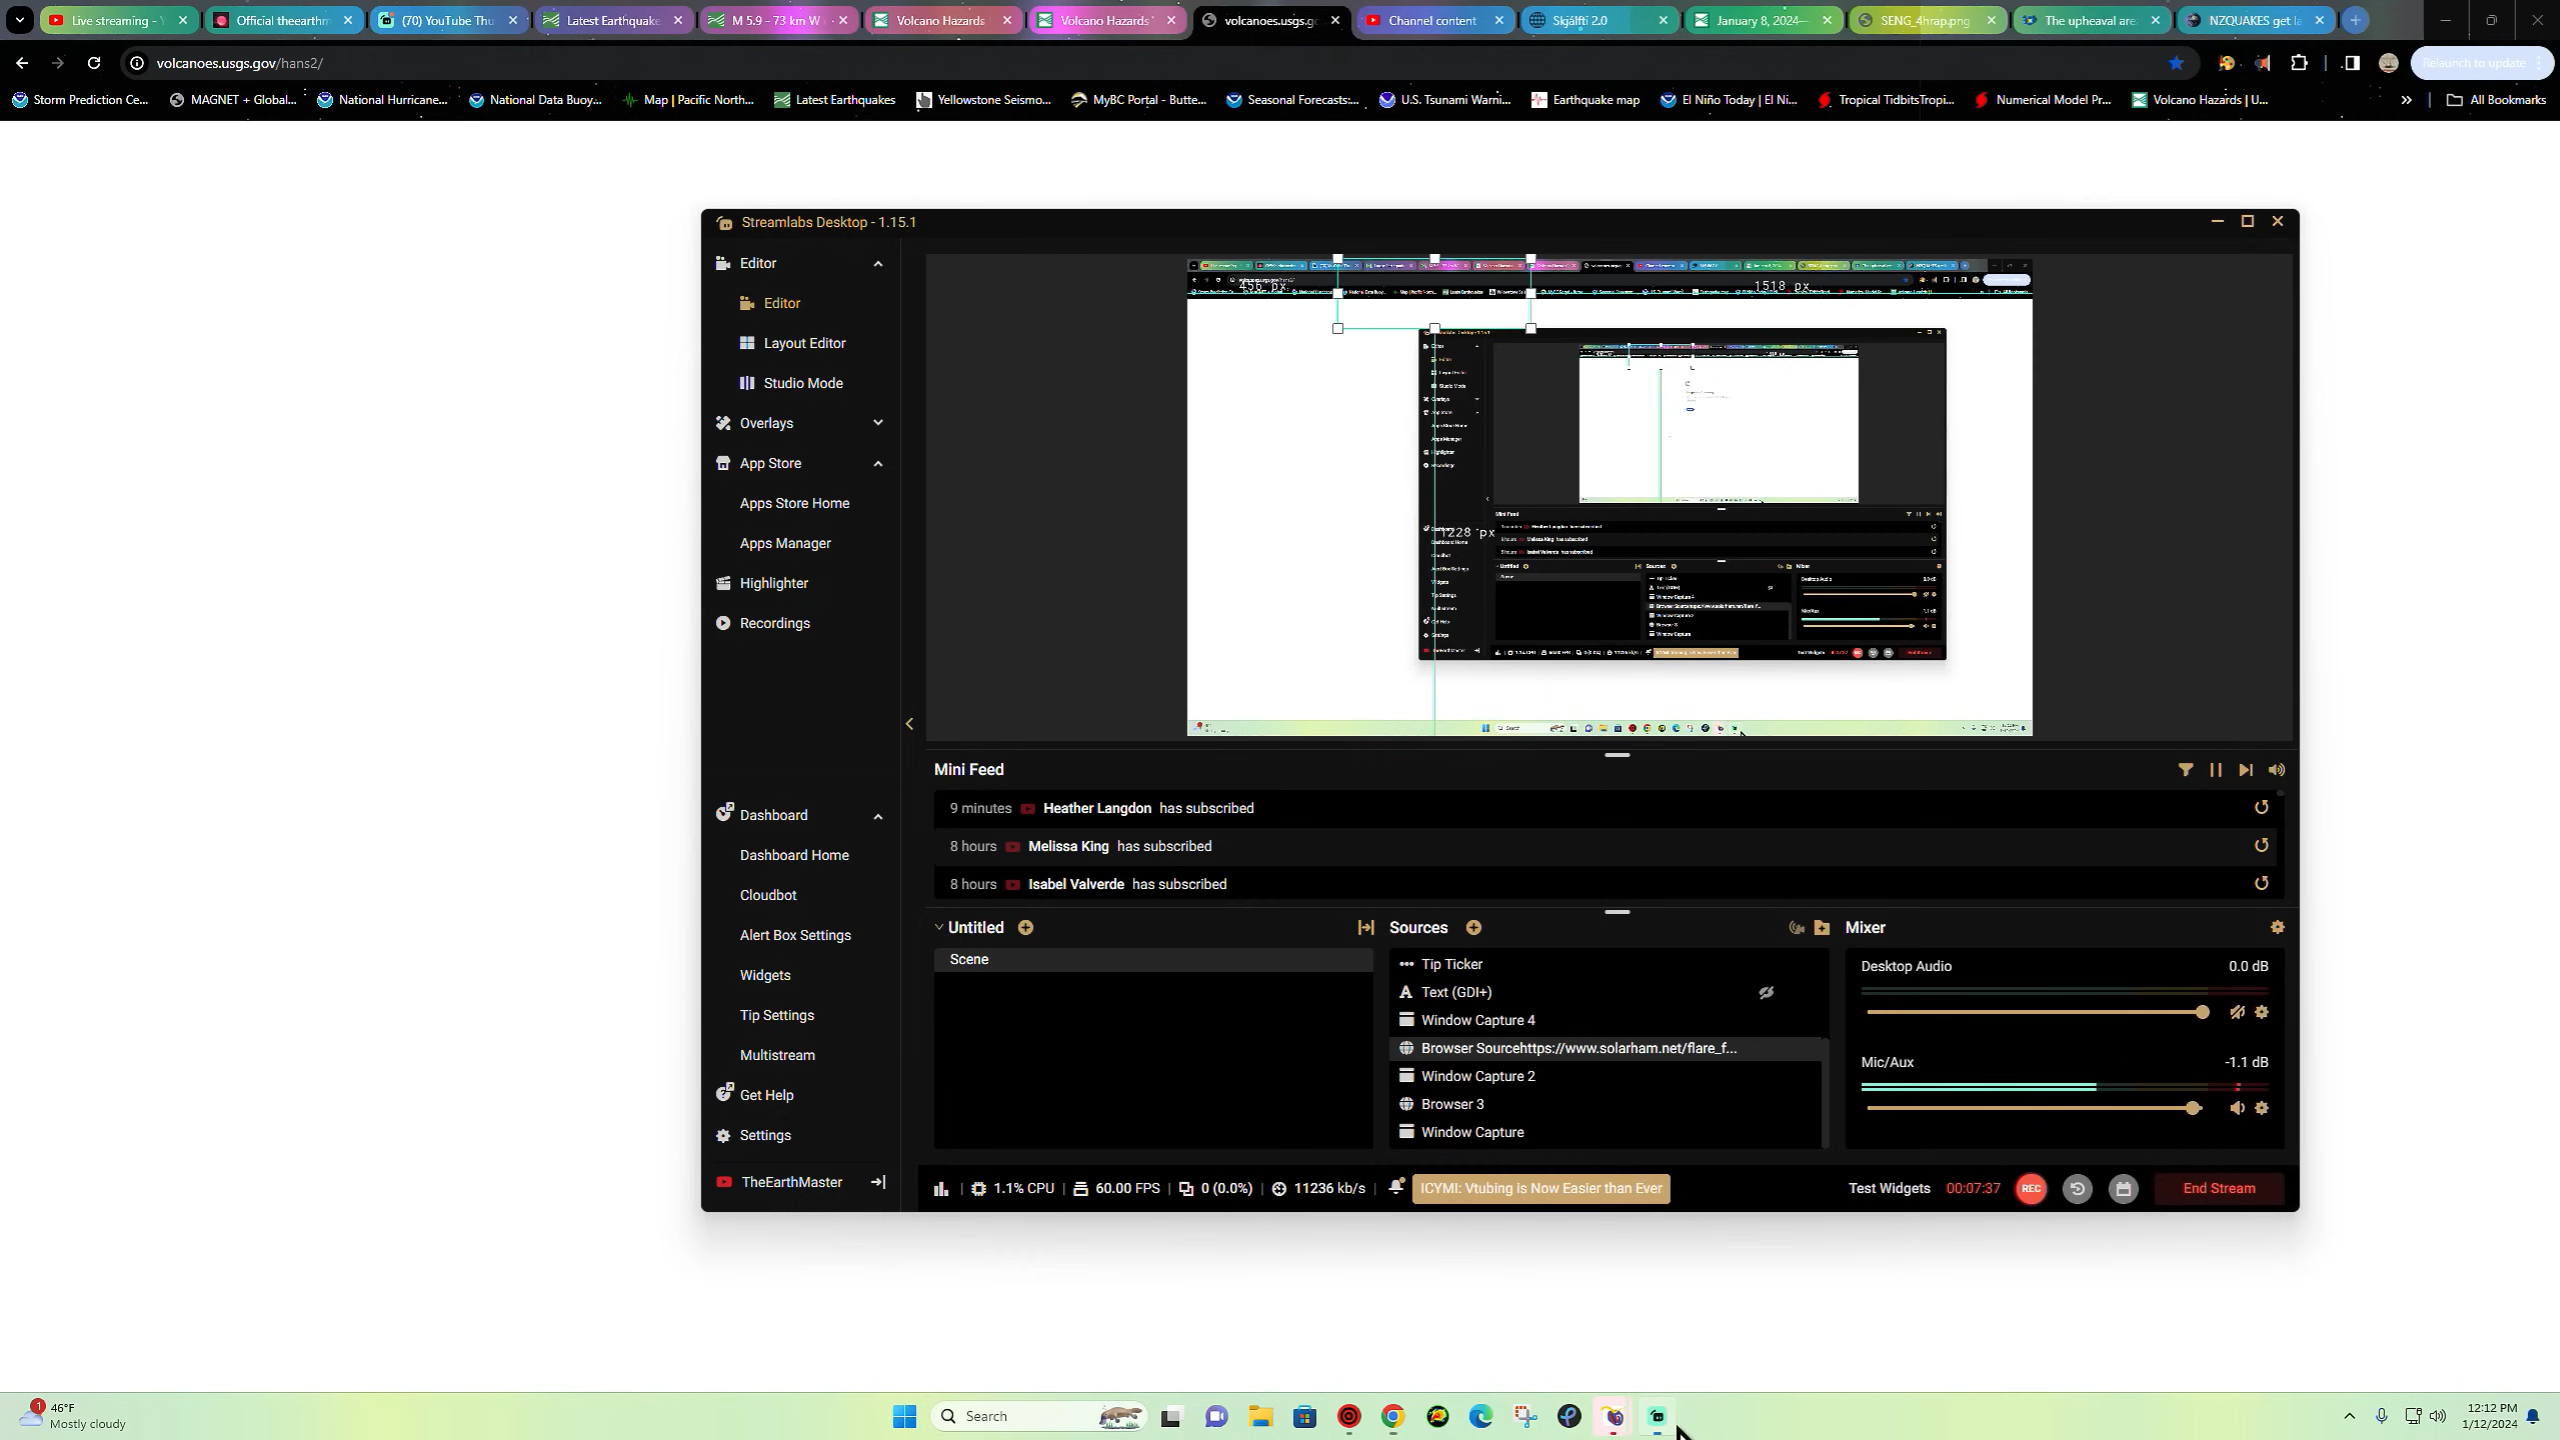 Live streaming - Y
Official theearthm
(70) YouTube Thu
Latest Earthquake
M 5.9 - 73 km W
Volcano Hazards
Volcano Hazards
volcanoes.usgs.go
Channel content
Skjálfti 2.0
January 8, 2024—
SENG_4hrap.png
The upheaval are
NZQUAKES get la
volcanoes.usgs.gov/hans2/
Relaunch to update
Storm Prediction Ce...
MAGNET + Global...
National Hurricane...
National Data Buoy...
Map | Pacific North...
Latest Earthquakes
Yellowstone Seismo...
MyBC Portal - Butte...
Seasonal Forecasts:...
U.S. Tsunami Warni...
Earthquake map
El Niño Today | El Ni...
Tropical TidbitsTropi...
Numerical Model Pr...
Volcano Hazards | U...
All Bookmarks
Streamlabs Desktop - 1.15.1
Editor
Editor
Layout Editor
Studio Mode
Overlays
App Store
Apps Store Home
Apps Manager
Highlighter
Recordings
456 px
1518 px
1228 px
Mini Feed
9 minutes Heather Langdon has subscribed
8 hours Melissa King has subscribed
8 hours Isabel Valverde has subscribed
Dashboard
Dashboard Home
Cloudbot
Alert Box Settings
Widgets
Tip Settings
Multistream
Get Help
Settings
TheEarthMaster
Untitled
Scene
Sources
Tip Ticker
Text (GDI+)
Window Capture 4
Browser Sourcehttps://www.solarham.net/flare_f...
Window Capture 2
Browser 3
Window Capture
Mixer
Desktop Audio 0.0 dB
Mic/Aux -1.1 dB
1.1% CPU 60.00 FPS 0 (0.0%) 11236 kb/s ICYMI: Vtubing is Now Easier than Ever Test Widgets 00:07:37 REC End Stream
1
46°F
Mostly cloudy
Search
12:12 PM
1/12/2024